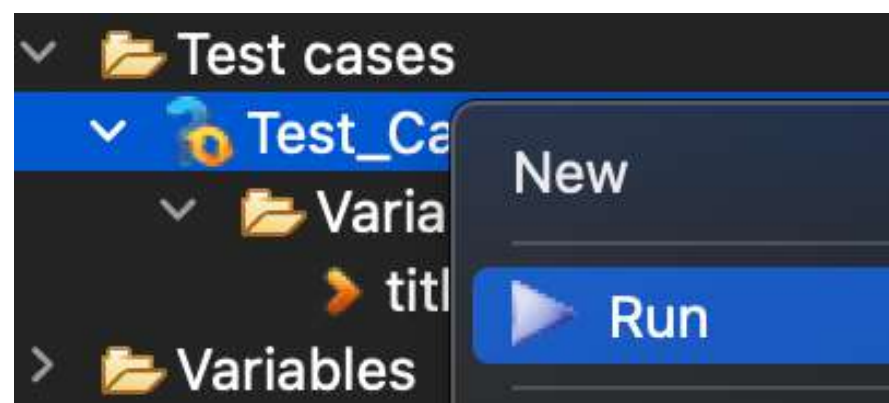 Test cases
Test_Ca
New
Varia
titl
Run
Variables